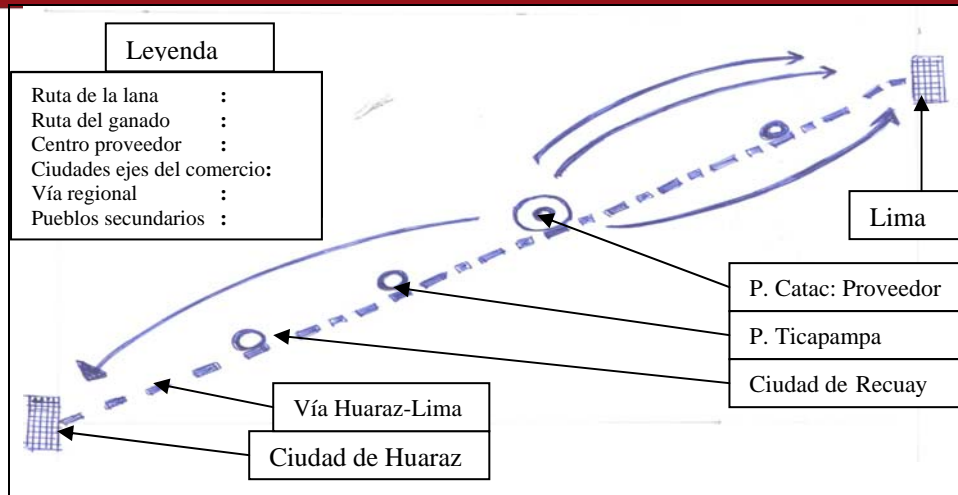 Leyenda
Ruta de la lana :
Ruta del ganado :
Centro proveedor :
Ciudades ejes del comercio:
Vía regional :
Pueblos secundarios :
Lima
P. Catac: Proveedor
P. Ticapampa
Ciudad de Recuay
Vía Huaraz-Lima
Ciudad de Huaraz